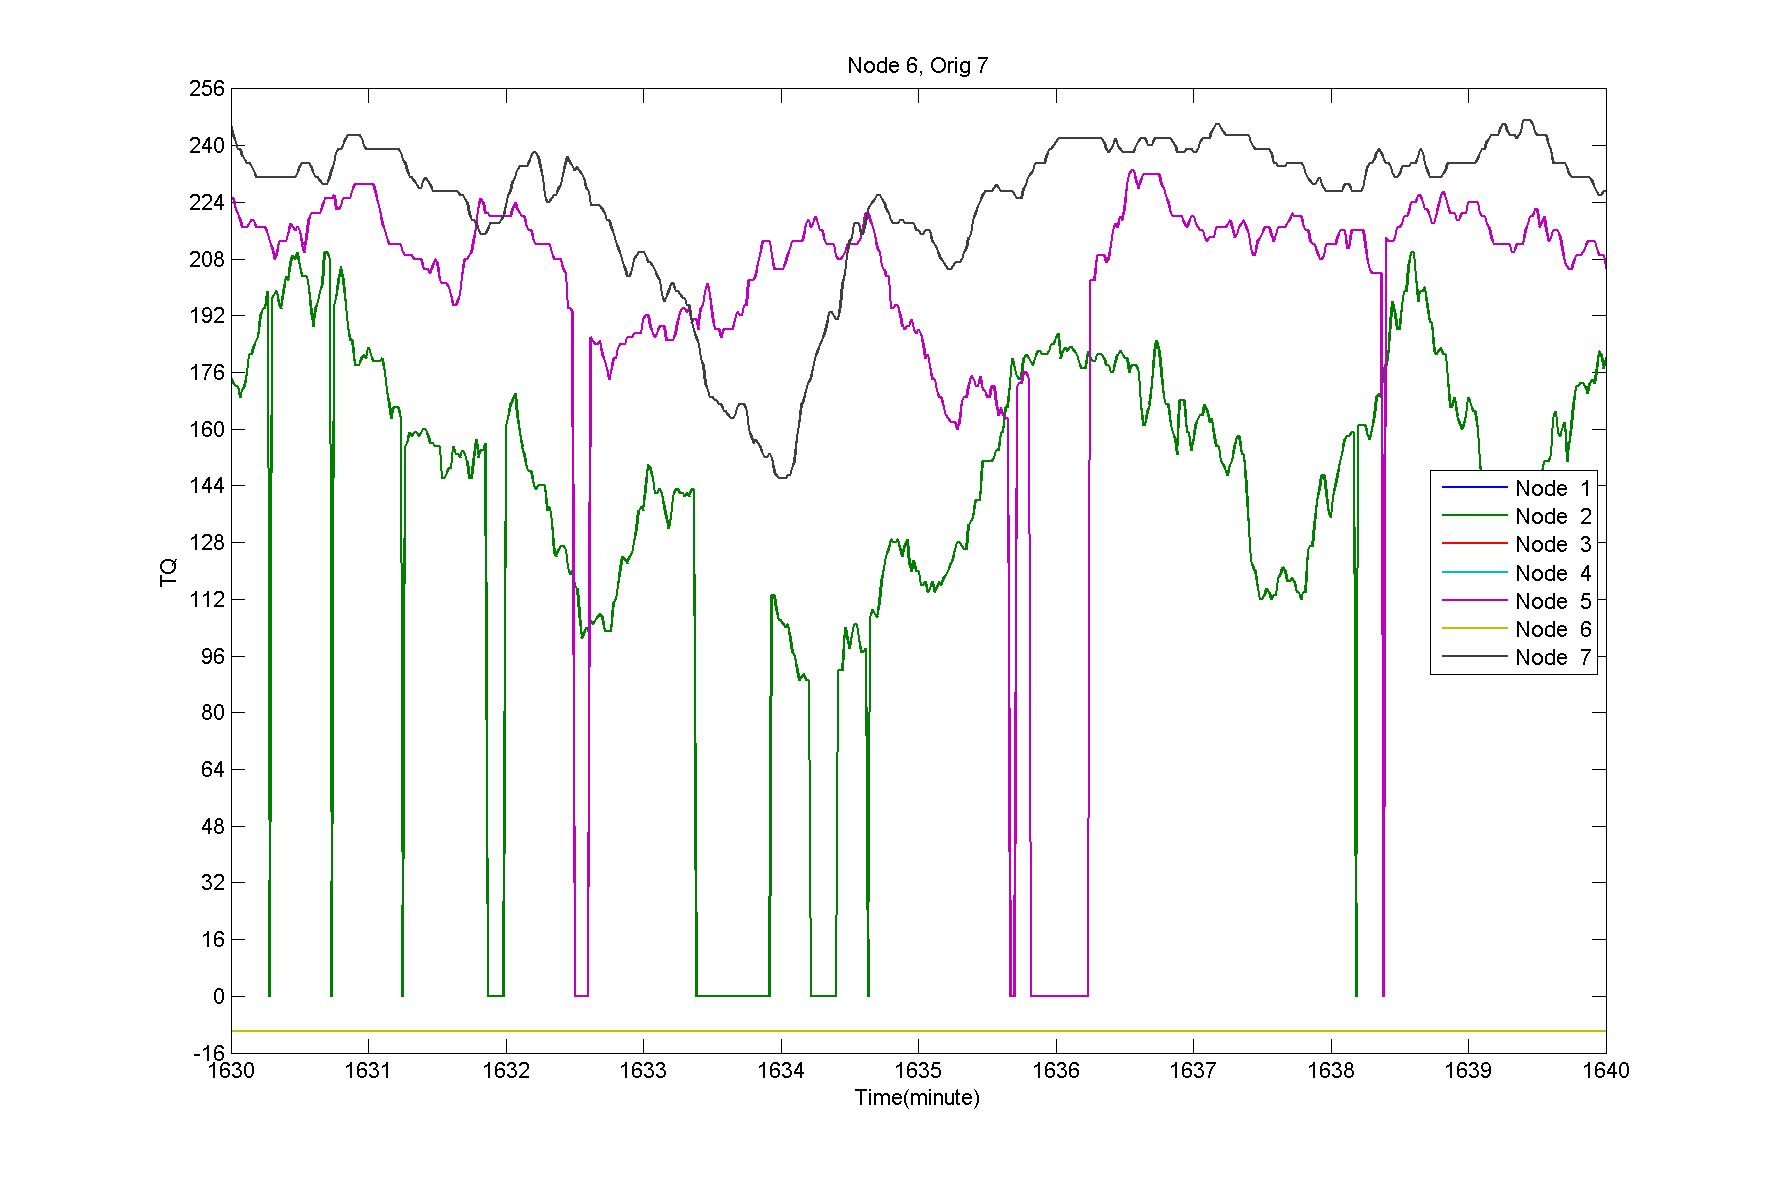 Node 6, Orig 7
256
240
224
208
192
176
160
144
128
112
96
80
64
48
32
16
0
-16
TQ
1630 1631 1632 1633 1634 1635 1636 1637 1638 1639 1640
Time(minute)
Node 1
Node 2
Node 3
Node 4
Node 5
Node 6
Node 7